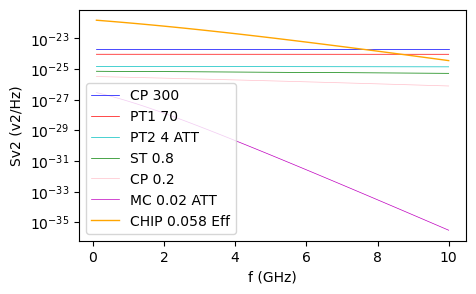 Sv2 (v2/Hz)
10⁻²³
10⁻²⁵
10⁻²⁷
10⁻²⁹
10⁻³¹
10⁻³³
10⁻³⁵
CP 300
PT1 70
PT2 4 ATT
ST 0.8
CP 0.2
MC 0.02 ATT
CHIP 0.058 Eff
0 2 4 6 8 10
f (GHz)